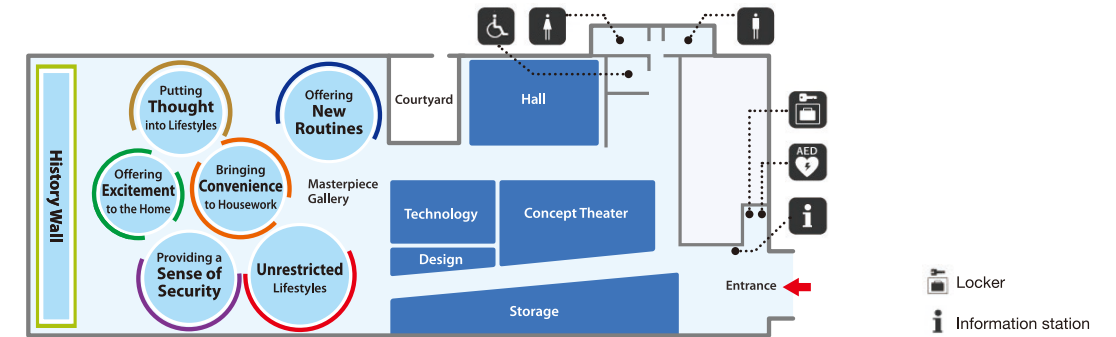 Putting
Thought
into Lifestyles
Offering
New
Routines
Courtyard
Hall
AED
History Wall
Offering
Excitement
to the Home
Bringing
Convenience
to Housework
Masterpiece
Gallery
Technology
Concept Theater
Design
Providing a
Sense of
Security
Unrestricted
Lifestyles
Storage
Entrance
Locker
Information station